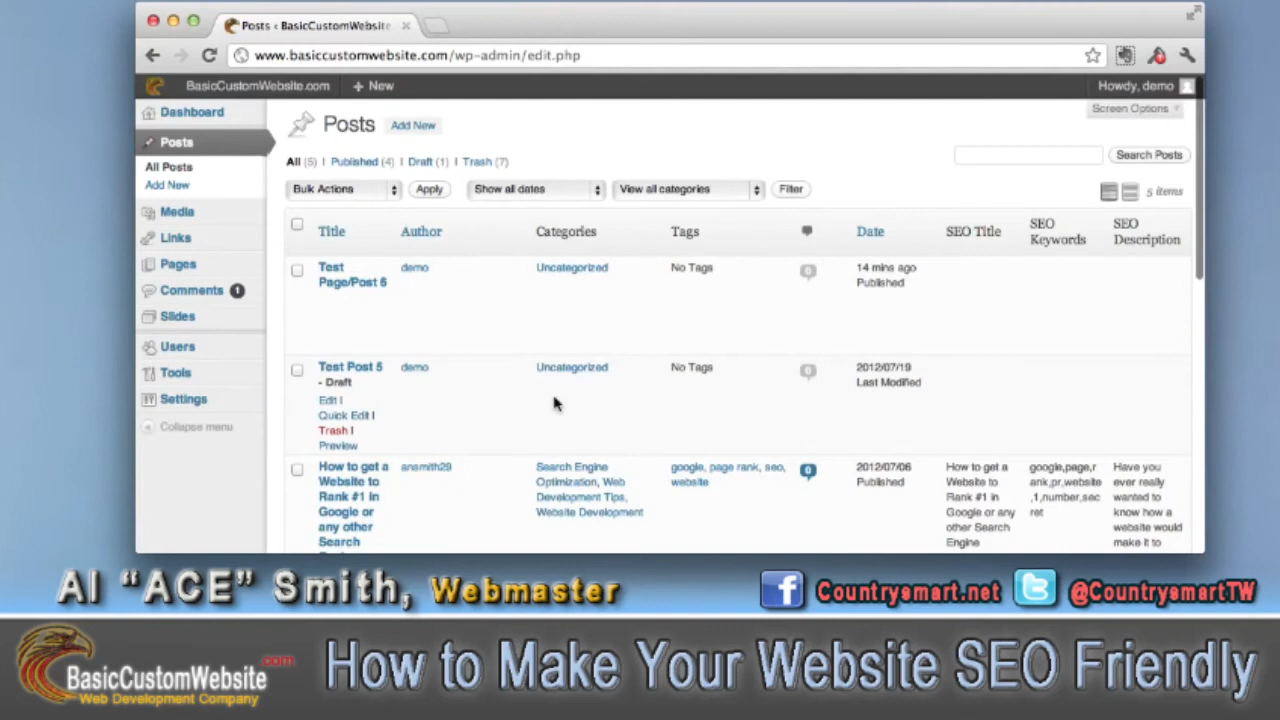 Posts ‹ BasicCustomWebsite
www.basiccustomwebsite.com/wp-admin/edit.php
BasicCustomWebsite.com + New Howdy, demo
Screen Options
Dashboard
Posts
All Posts
Add New
Media
Links
Pages
Comments 1
Slides
Users
Tools
Settings
Collapse menu
Posts Add New
All (5) | Published (4) | Draft (1) | Trash (7)
Search Posts
Bulk Actions Apply Show all dates View all categories Filter
5 items
Title Author Categories Tags Date SEO Title SEO Keywords SEO Description
Test
Page/Post 6
demo
Uncategorized
No Tags
0
14 mins ago
Published
Test Post 5
- Draft
Edit |
Quick Edit |
Trash |
Preview
demo
Uncategorized
No Tags
0
2012/07/19
Last Modified
How to get a
Website to
Rank #1 in
Google or
any other
Search
ansmith29
Search Engine
Optimization, Web
Development Tips,
Website Development
google, page rank, seo,
website
0
2012/07/06
Published
How to get a
Website to
Rank #1 in
Google or any
other Search
Engine
google,page,r
ank,pr,website
,1,number,sec
ret
Have you
ever really
wanted to
know how a
website would
make it to
Al “ACE” Smith, Webmaster
Countrysmart.net
@CountrysmartTW
BasicCustomWebsite.com
Web Development Company
How to Make Your Website SEO Friendly